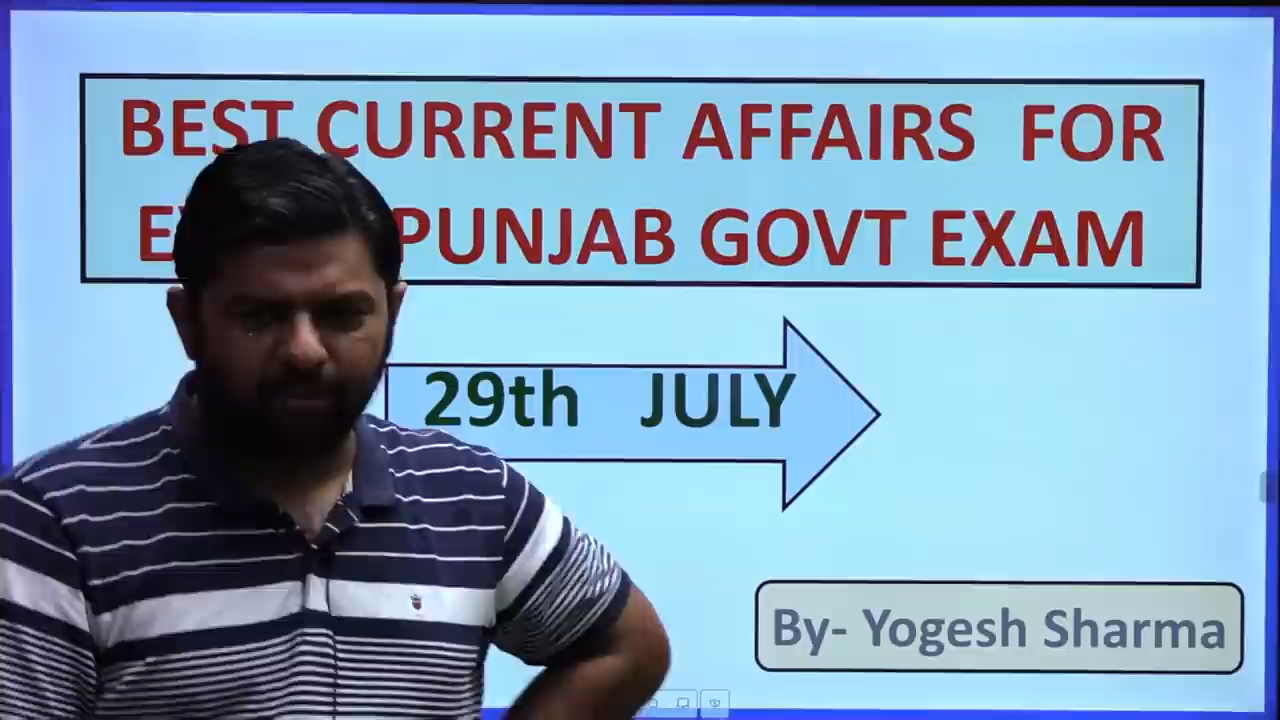 BEST CURRENT AFFAIRS FOR
PUNJAB GOVT EXAM
29th JULY
By- Yogesh Sharma